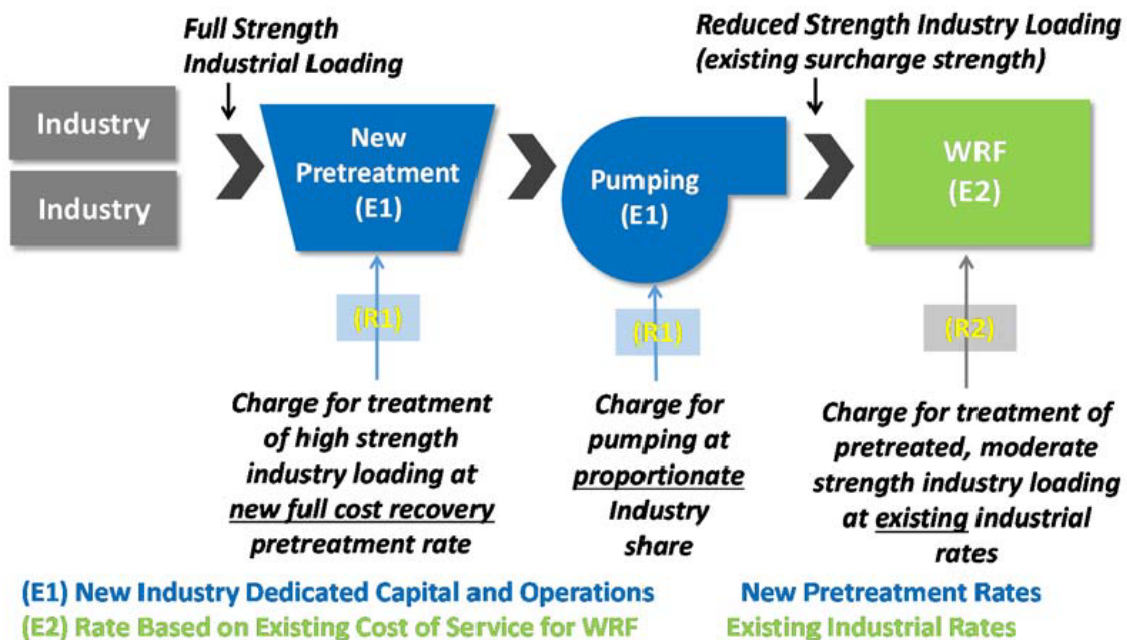 Full Strength
Industrial Loading
Reduced Strength Industry Loading
(existing surcharge strength)
Industry
Industry
New
Pretreatment
(E1)
Pumping
(E1)
WRF
(E2)
(R1)
(R1)
(R2)
Charge for treatment
of high strength
industry loading at
new full cost recovery
pretreatment rate
Charge for
pumping at
proportionate
Industry
share
Charge for treatment of
pretreated, moderate
strength industry loading
at existing industrial
rates
(E1) New Industry Dedicated Capital and Operations
New Pretreatment Rates
(E2) Rate Based on Existing Cost of Service for WRF
Existing Industrial Rates